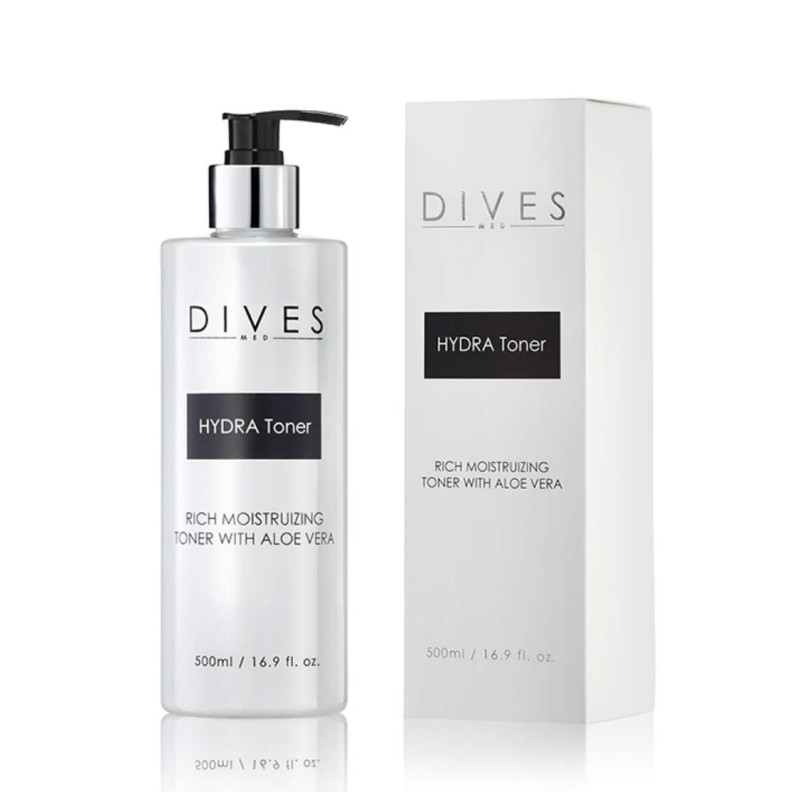 DIVES
MED
HYDRA Toner
RICH MOISTRUIZING
TONER WITH ALOE VERA
500ml / 16.9 fl. oz.
DIVES
MED
HYDRA Toner
RICH MOISTRUIZING
TONER WITH ALOE VERA
500ml / 16.9 fl. oz.